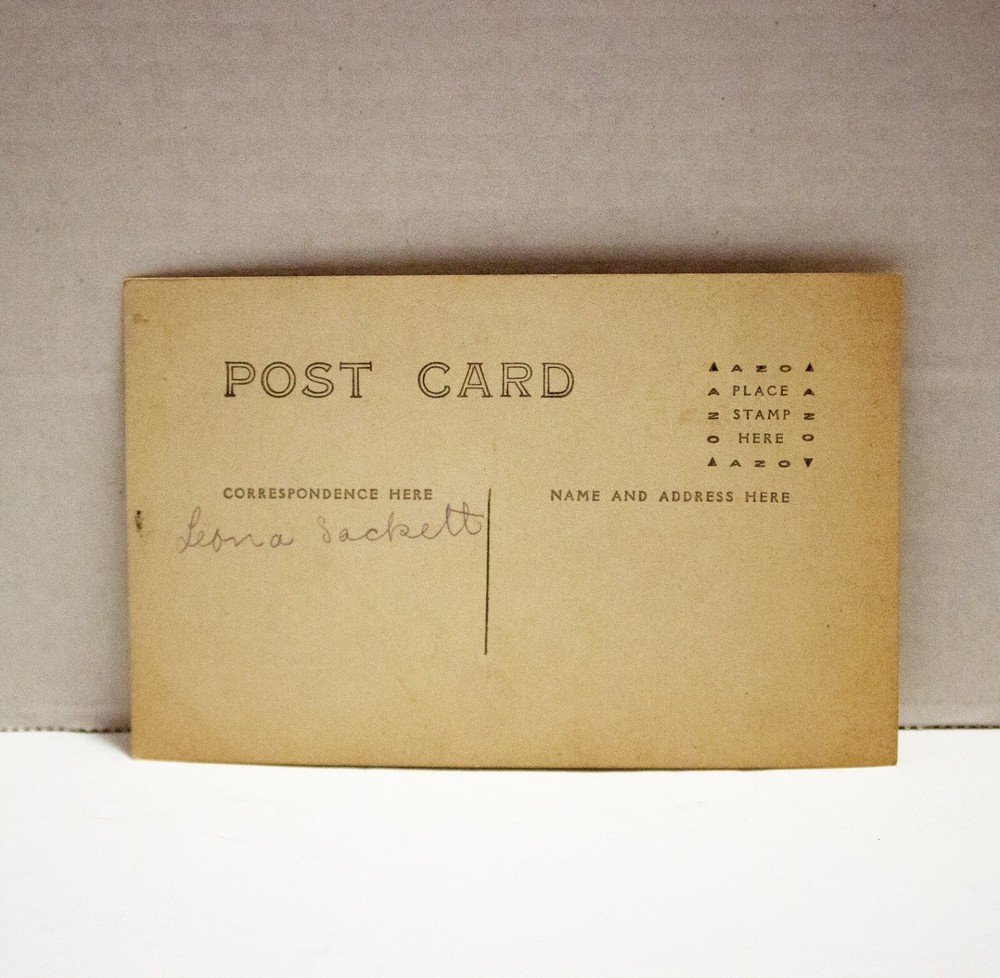 POST CARD
▲ AZO ▲
A PLACE A
Z STAMP Z
O HERE O
▲ AZO ▼
CORRESPONDENCE HERE
NAME AND ADDRESS HERE
Leona Sackett